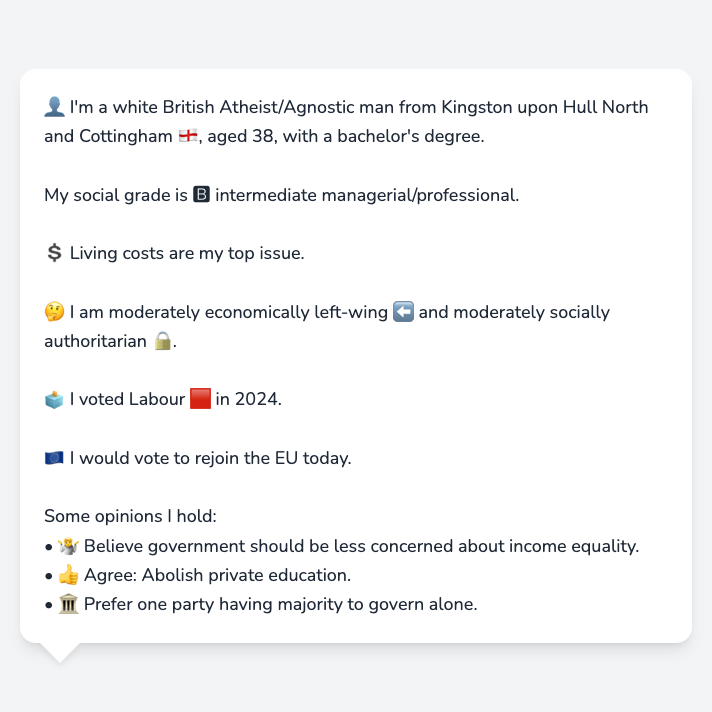 👤 I'm a white British Atheist/Agnostic man from Kingston upon Hull North
and Cottingham 🏴󠁧󠁢󠁥󠁮󠁧󠁿, aged 38, with a bachelor's degree.
My social grade is 🅱 intermediate managerial/professional.
💲 Living costs are my top issue.
🤔 I am moderately economically left-wing ⬅️ and moderately socially
authoritarian 🔒.
🗳️ I voted Labour 🟥 in 2024.
🇪🇺 I would vote to rejoin the EU today.
Some opinions I hold:
• 🤷 Believe government should be less concerned about income equality.
• 👍 Agree: Abolish private education.
• 🏛️ Prefer one party having majority to govern alone.